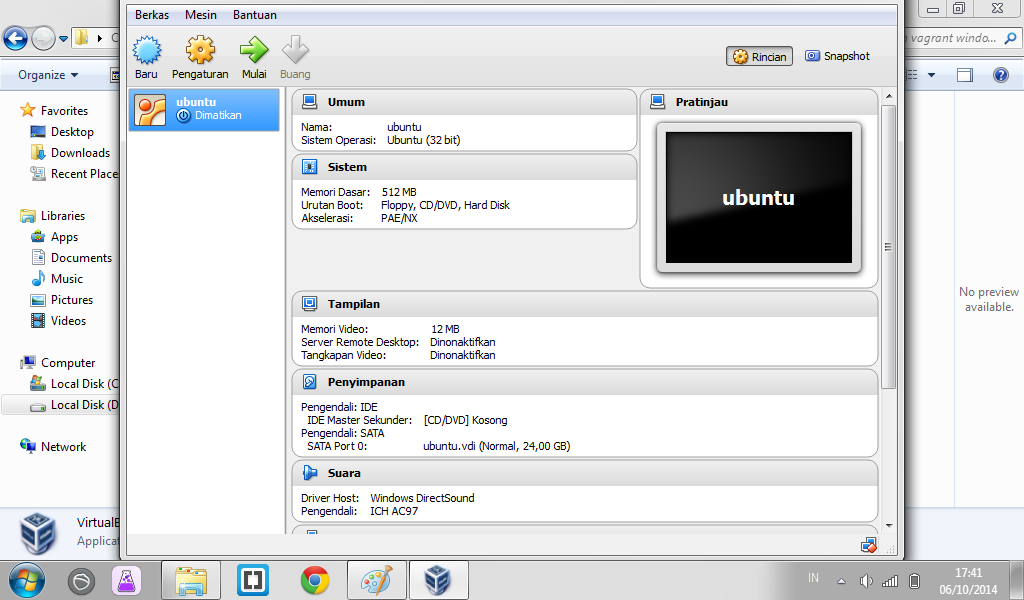 Berkas Mesin Bantuan
Baru Pengaturan Mulai Buang
Rincian Snapshot
ubuntu
Dimatikan
Umum
Nama: ubuntu
Sistem Operasi: Ubuntu (32 bit)
Sistem
Memori Dasar: 512 MB
Urutan Boot: Floppy, CD/DVD, Hard Disk
Akselerasi: PAE/NX
Pratinjau
ubuntu
Tampilan
Memori Video: 12 MB
Server Remote Desktop: Dinonaktifkan
Tangkapan Video: Dinonaktifkan
Penyimpanan
Pengendali: IDE
IDE Master Sekunder: [CD/DVD] Kosong
Pengendali: SATA
SATA Port 0: ubuntu.vdi (Normal, 24,00 GB)
Suara
Driver Host: Windows DirectSound
Pengendali: ICH AC97
vagrant windo...
Organize
Favorites
Desktop
Downloads
Recent Place
Libraries
Apps
Documents
Music
Pictures
Videos
Computer
Local Disk (C
Local Disk (D
Network
No preview
available.
VirtualB
Applicat
IN
17:41
06/10/2014